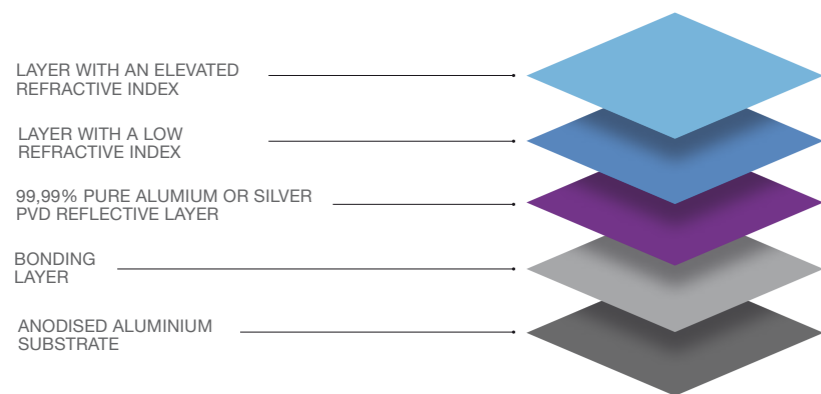 LAYER WITH AN ELEVATED
REFRACTIVE INDEX
LAYER WITH A LOW
REFRACTIVE INDEX
99,99% PURE ALUMIUM OR SILVER
PVD REFLECTIVE LAYER
BONDING
LAYER
ANODISED ALUMINIUM
SUBSTRATE